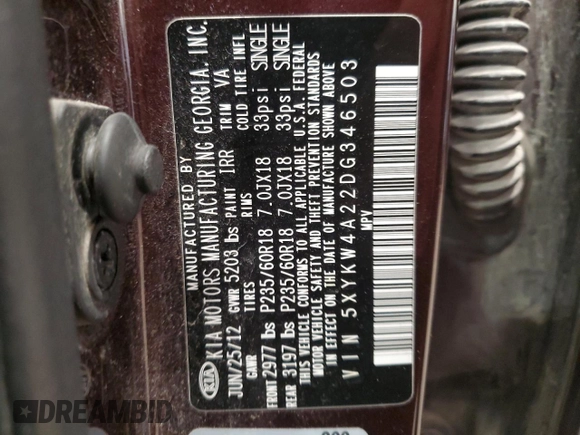 MANUFACTURED BY
KIA KIA MOTORS MANUFACTURING GEORGIA, INC.
JUN/25/12 GVWR 5203 lbs PAINT IRR TRIM VA
GAWR TIRES RIMS COLD TIRE INFL
FRONT 2977 lbs P235/60R18 7.0JX18 33psi SINGLE
REAR 3197 lbs P235/60R18 7.0JX18 33psi SINGLE
THIS VEHICLE CONFORMS TO ALL APPLICABLE U.S.A. FEDERAL
MOTOR VEHICLE SAFETY AND THEFT PREVENTION STANDARDS
IN EFFECT ON THE DATE OF MANUFACTURE SHOWN ABOVE
VIN 5XYKW4A22DG346503
MPV
DREAMBID